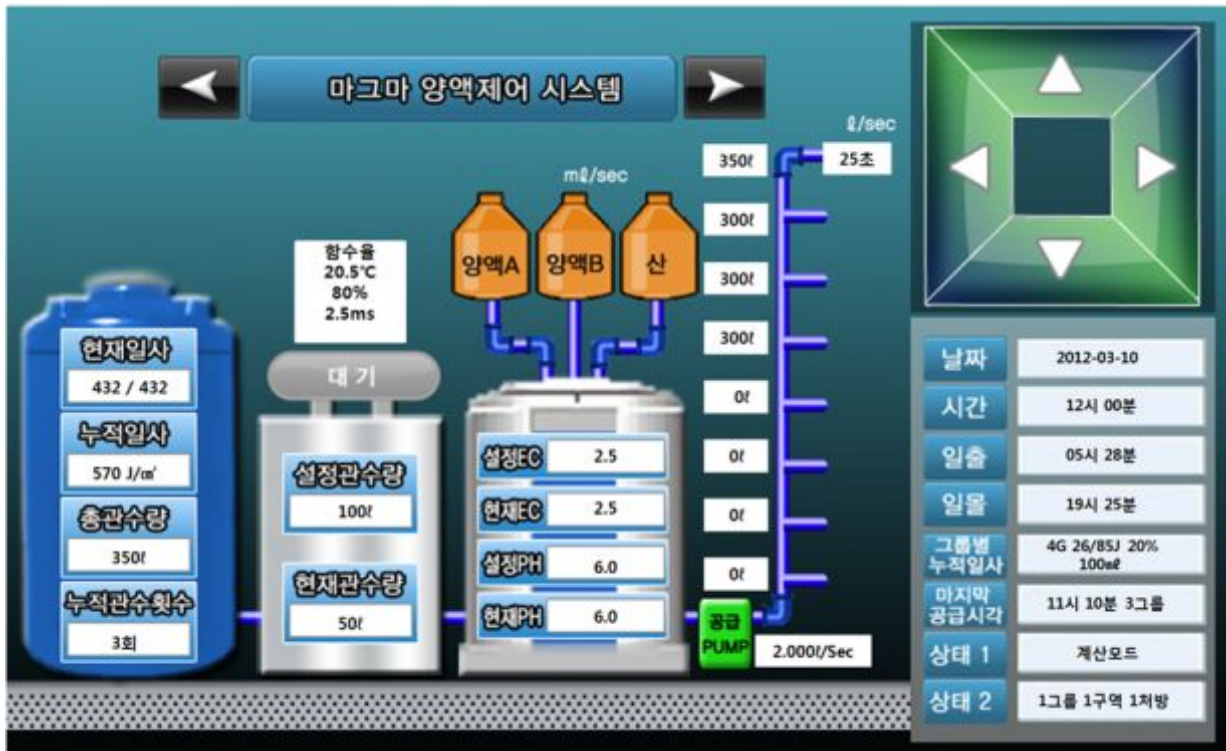 마그마 양액제어 시스템
ℓ/sec
350ℓ
25초
mℓ/sec
300ℓ
300ℓ
300ℓ
0ℓ
0ℓ
0ℓ
0ℓ
양액A
양액B
산
함수율
20.5℃
80%
2.5ms
대 기
현재일사
432 / 432
누적일사
570 J/㎠
총관수량
350ℓ
누적관수횟수
3회
설정관수량
100ℓ
현재관수량
50ℓ
설정EC
2.5
현재EC
2.5
설정PH
6.0
현재PH
6.0
공급
PUMP
2.000ℓ/Sec
날짜
2012-03-10
시간
12시 00분
일출
05시 28분
일몰
19시 25분
그룹별
누적일사
4G 26/85J 20%
100㎖
마지막
공급시각
11시 10분 3그룹
상태 1
계산모드
상태 2
1그룹 1구역 1처방